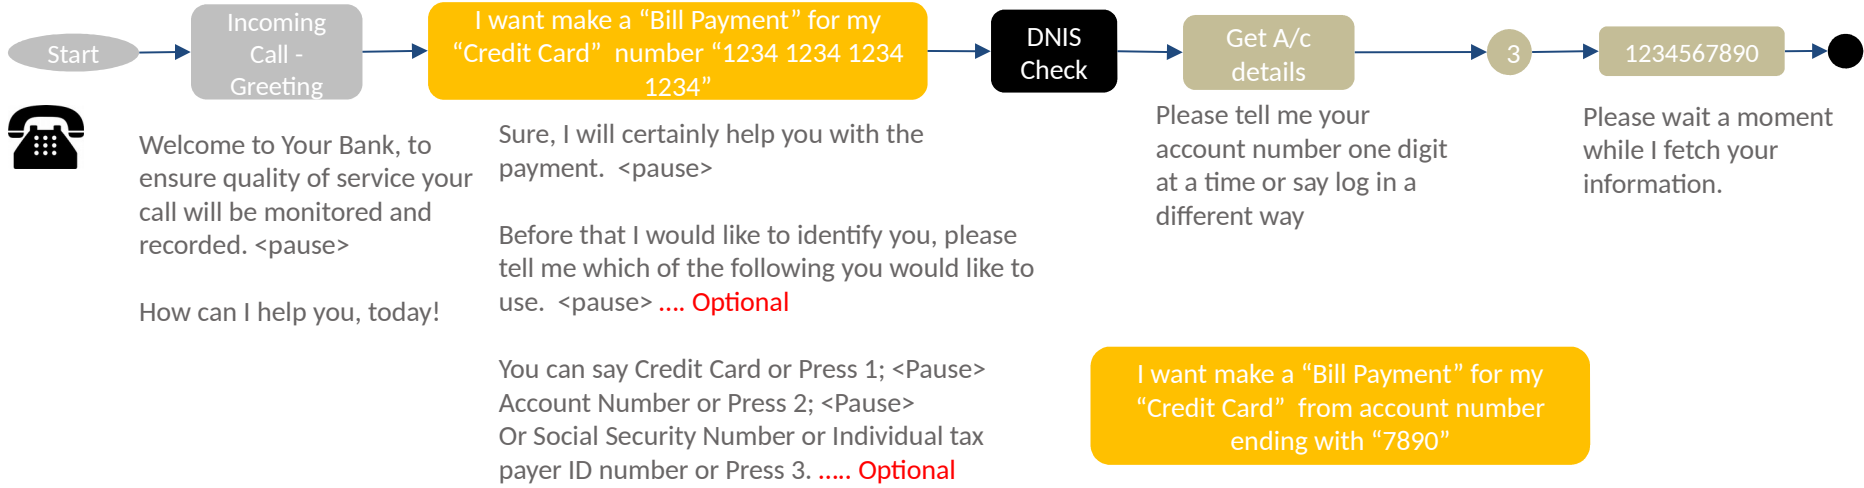 Start
Incoming
Call -
Greeting
I want make a “Bill Payment” for my
“Credit Card”  number “1234 1234 1234
1234”
DNIS
Check
Get A/c
details
3
1234567890
Welcome to Your Bank, to
ensure quality of service your
call will be monitored and
recorded. <pause>
How can I help you, today!
Sure, I will certainly help you with the
payment.  <pause>
Before that I would like to identify you, please
tell me which of the following you would like to
use.  <pause> .... Optional
You can say Credit Card or Press 1; <Pause>
Account Number or Press 2; <Pause>
Or Social Security Number or Individual tax
payer ID number or Press 3. ..... Optional
Please tell me your
account number one digit
at a time or say log in a
different way
Please wait a moment
while I fetch your
information.
I want make a “Bill Payment” for my
“Credit Card”  from account number
ending with “7890”